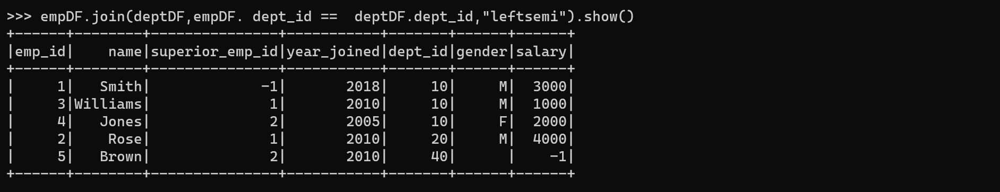 >>> empDF.join(deptDF,empDF. dept_id ==  deptDF.dept_id,"leftsemi").show()
+------+--------+---------------+-----------+-------+------+------+
|emp_id|    name|superior_emp_id|year_joined|dept_id|gender|salary|
+------+--------+---------------+-----------+-------+------+------+
|     1|   Smith|             -1|       2018|     10|     M|  3000|
|     3|Williams|              1|       2010|     10|     M|  1000|
|     4|   Jones|              2|       2005|     10|     F|  2000|
|     2|    Rose|              1|       2010|     20|     M|  4000|
|     5|   Brown|              2|       2010|     40|      |    -1|
+------+--------+---------------+-----------+-------+------+------+